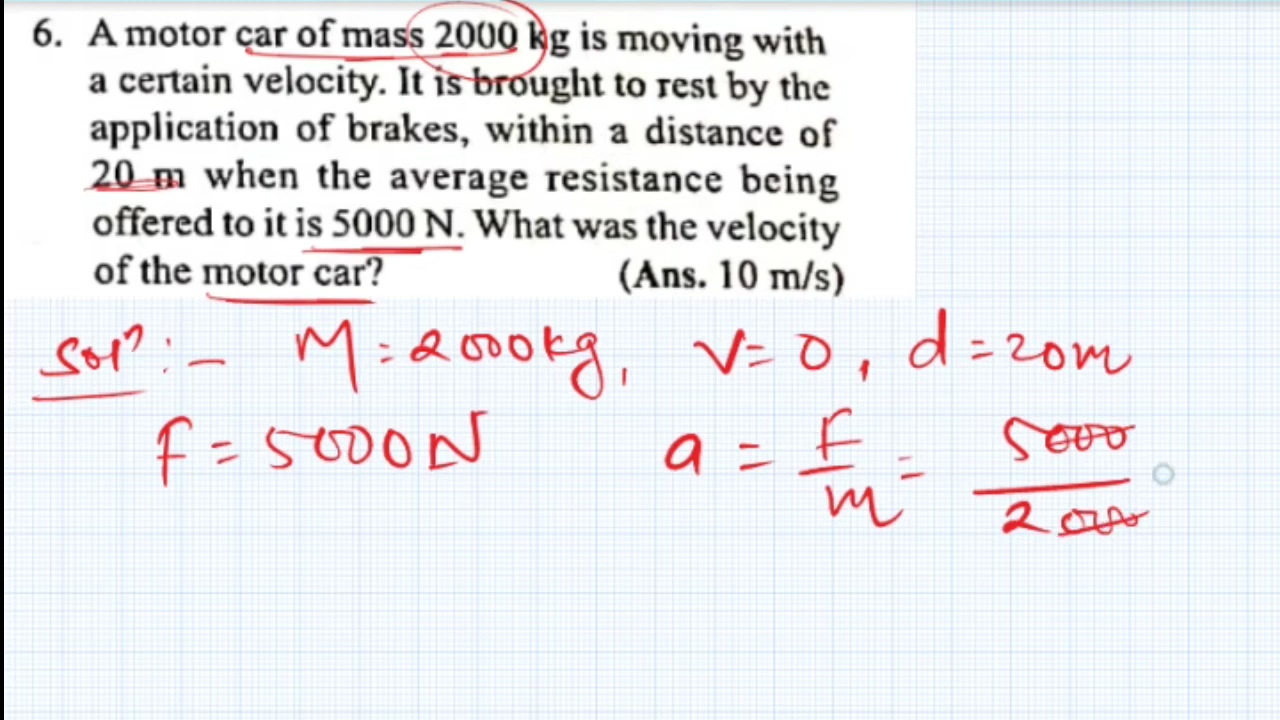 6. A motor car of mass 2000 kg is moving with
a certain velocity. It is brought to rest by the
application of brakes, within a distance of
20 m when the average resistance being
offered to it is 5000 N. What was the velocity
of the motor car? (Ans. 10 m/s)
Solⁿ :- M = 2000kg, V = 0, d = 20m
F = 5000N a = F/m = 5000/2000